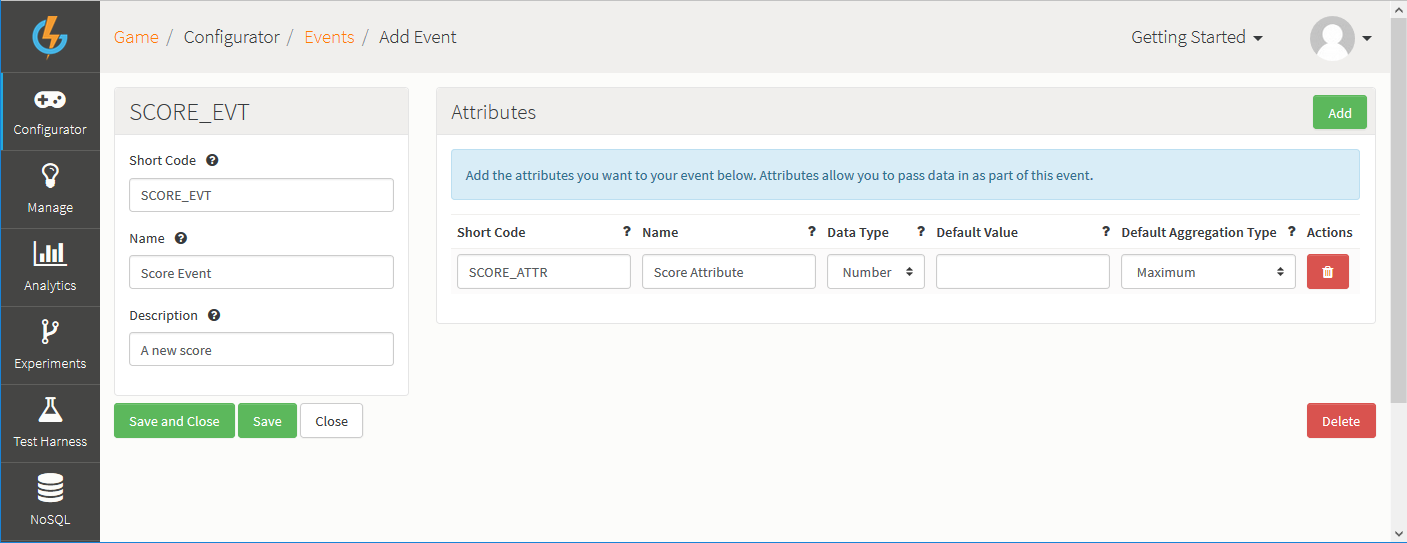 Game / Configurator / Events / Add Event
Getting Started
Configurator
Manage
Analytics
Experiments
Test Harness
NoSQL
SCORE_EVT
Short Code ?
SCORE_EVT
Name ?
Score Event
Description ?
A new score
Save and Close Save Close
Attributes
Add
Add the attributes you want to your event below. Attributes allow you to pass data in as part of this event.
Short Code ? Name ? Data Type ? Default Value ? Default Aggregation Type ? Actions
SCORE_ATTR Score Attribute Number Maximum
Delete